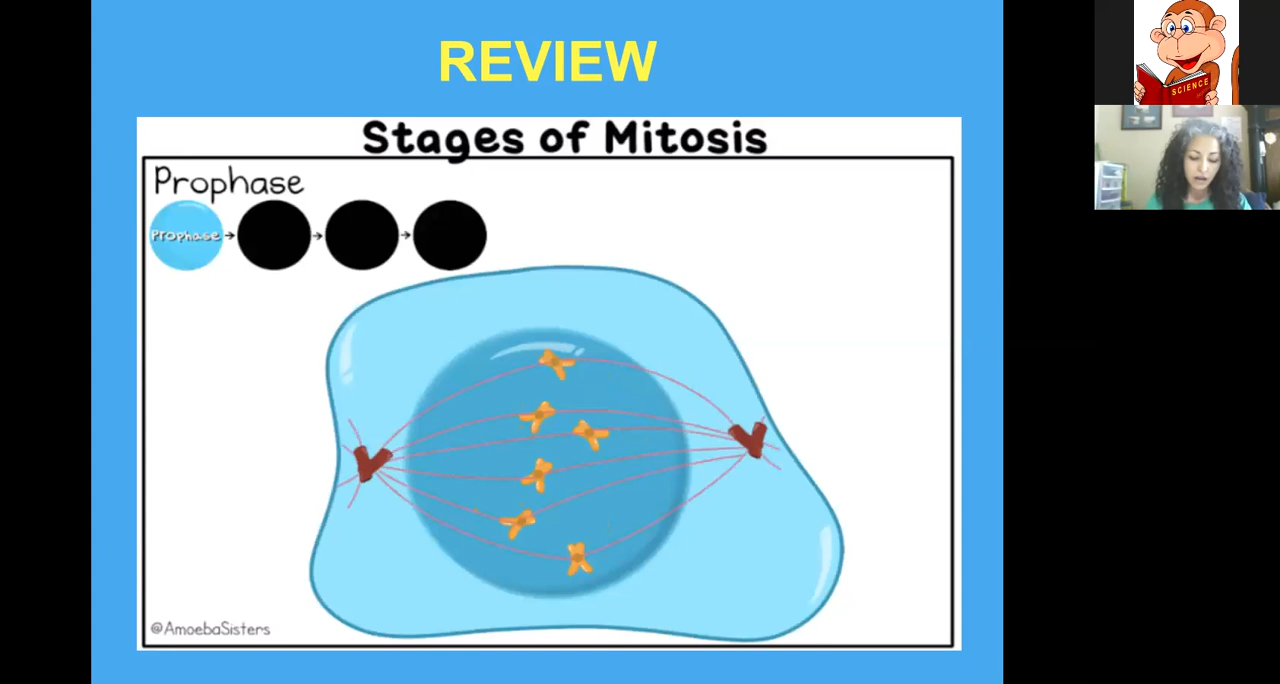 REVIEW
Stages of Mitosis
Prophase
Prophase
@AmoebaSisters
SCIENCE